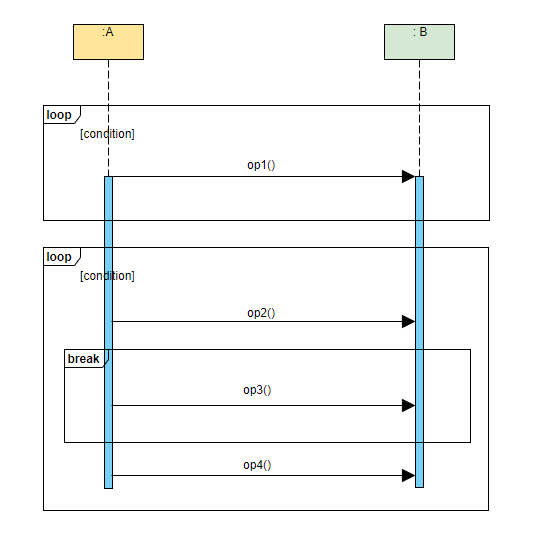 :A
: B
loop
[condition]
op1()
loop
[condition]
op2()
break
op3()
op4()